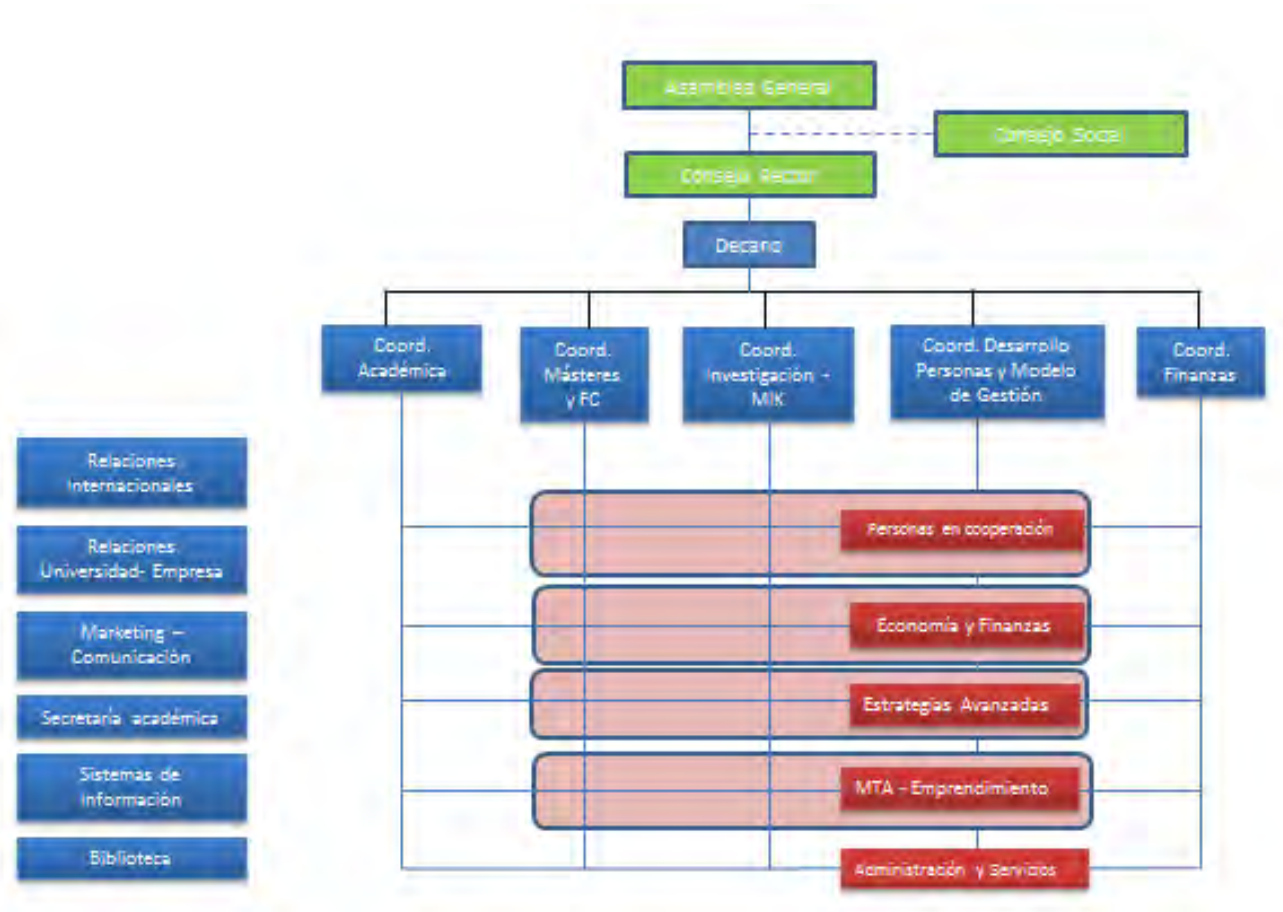 Asamblea General
Consejo Social
Consejo Rector
Decano
Coord.
Académica
Coord.
Másteres
y FC
Coord.
Investigación -
MIK
Coord. Desarrollo
Personas y Modelo
de Gestión
Coord.
Finanzas
Relaciones
Internacionales
Relaciones
Universidad- Empresa
Marketing –
Comunicación
Secretaría académica
Sistemas de
Información
Biblioteca
Personas en cooperación
Economía y Finanzas
Estrategias Avanzadas
MTA - Emprendimiento
Administración y Servicios